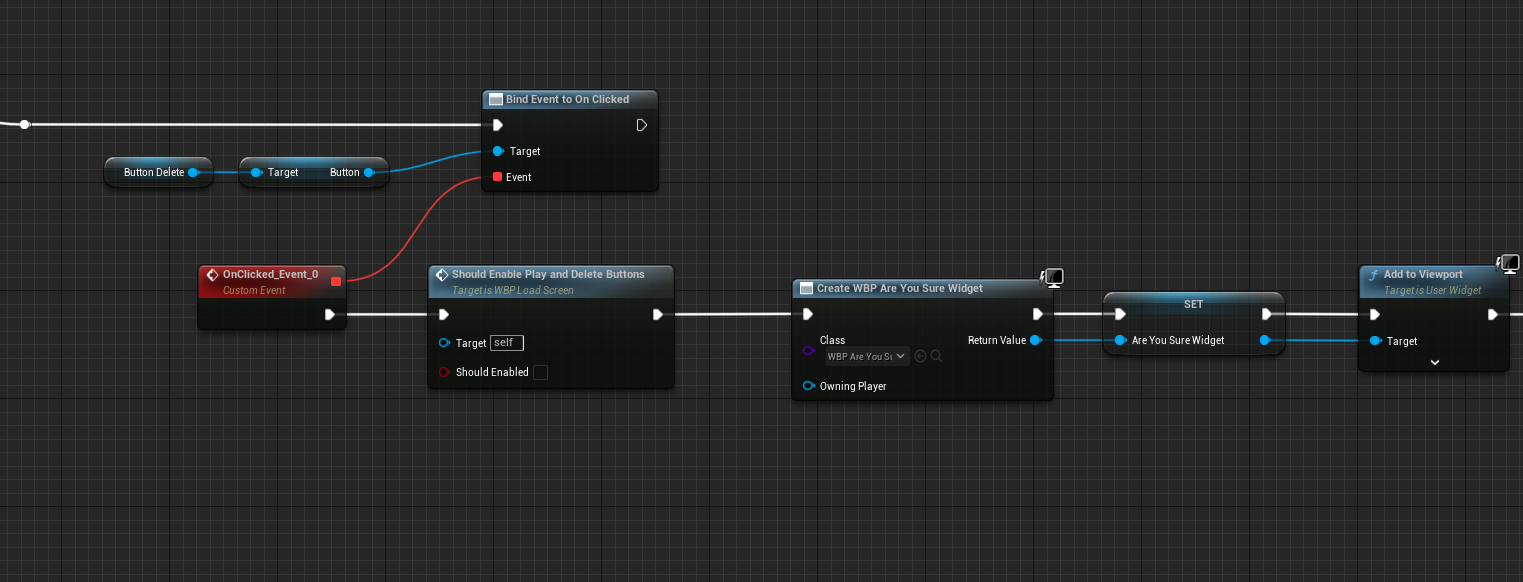 Bind Event to On Clicked
Target
Event
Button Delete
Target
Button
OnClicked_Event_0
Custom Event
Should Enable Play and Delete Buttons
Target is WBP Load Screen
Target
self
Should Enabled
Create WBP Are You Sure Widget
Class
WBP Are You Su
Return Value
Owning Player
SET
Are You Sure Widget
Add to Viewport
Target is User Widget
Target